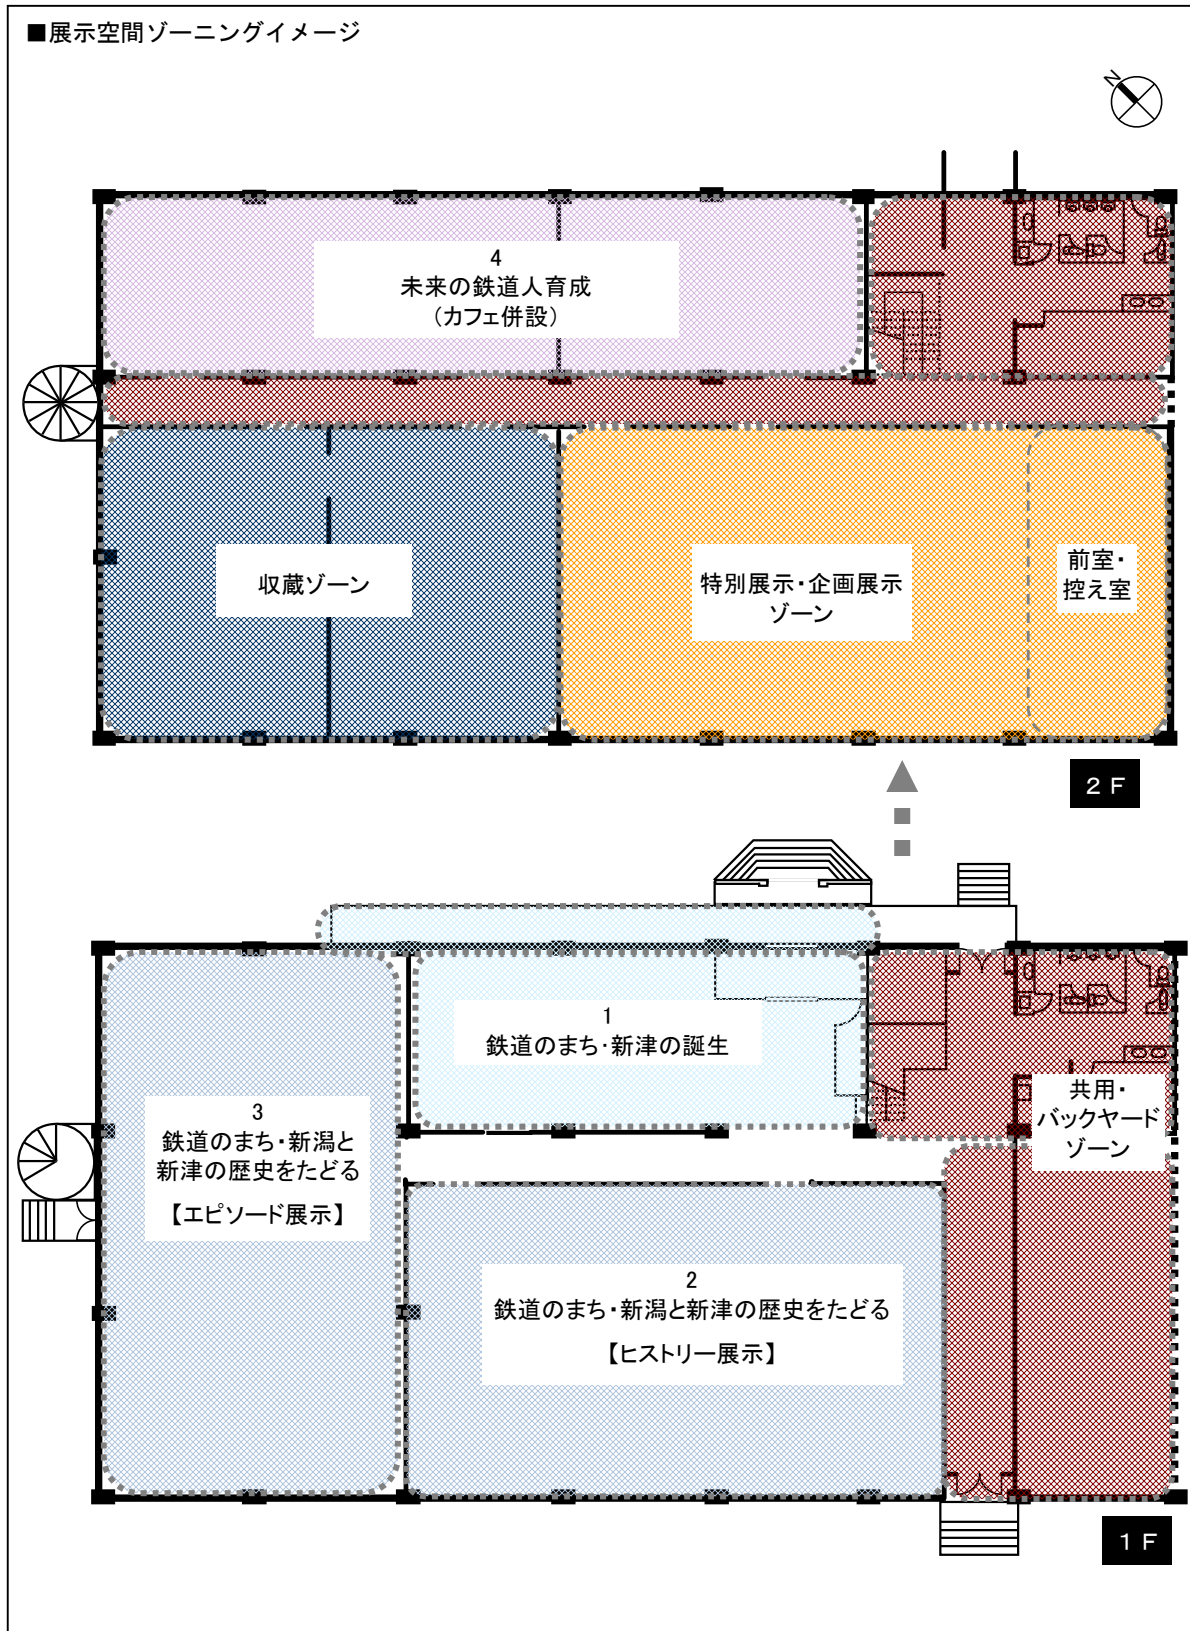 ■展示空間ゾーニングイメージ
N
4
未来の鉄道人育成
（カフェ併設）
収蔵ゾーン
特別展示・企画展示
ゾーン
前室・
控え室
２Ｆ
1
鉄道のまち・新津の誕生
3
鉄道のまち・新潟と
新津の歴史をたどる
【エピソード展示】
共用・
バックヤード
ゾーン
2
鉄道のまち・新潟と新津の歴史をたどる
【ヒストリー展示】
１Ｆ